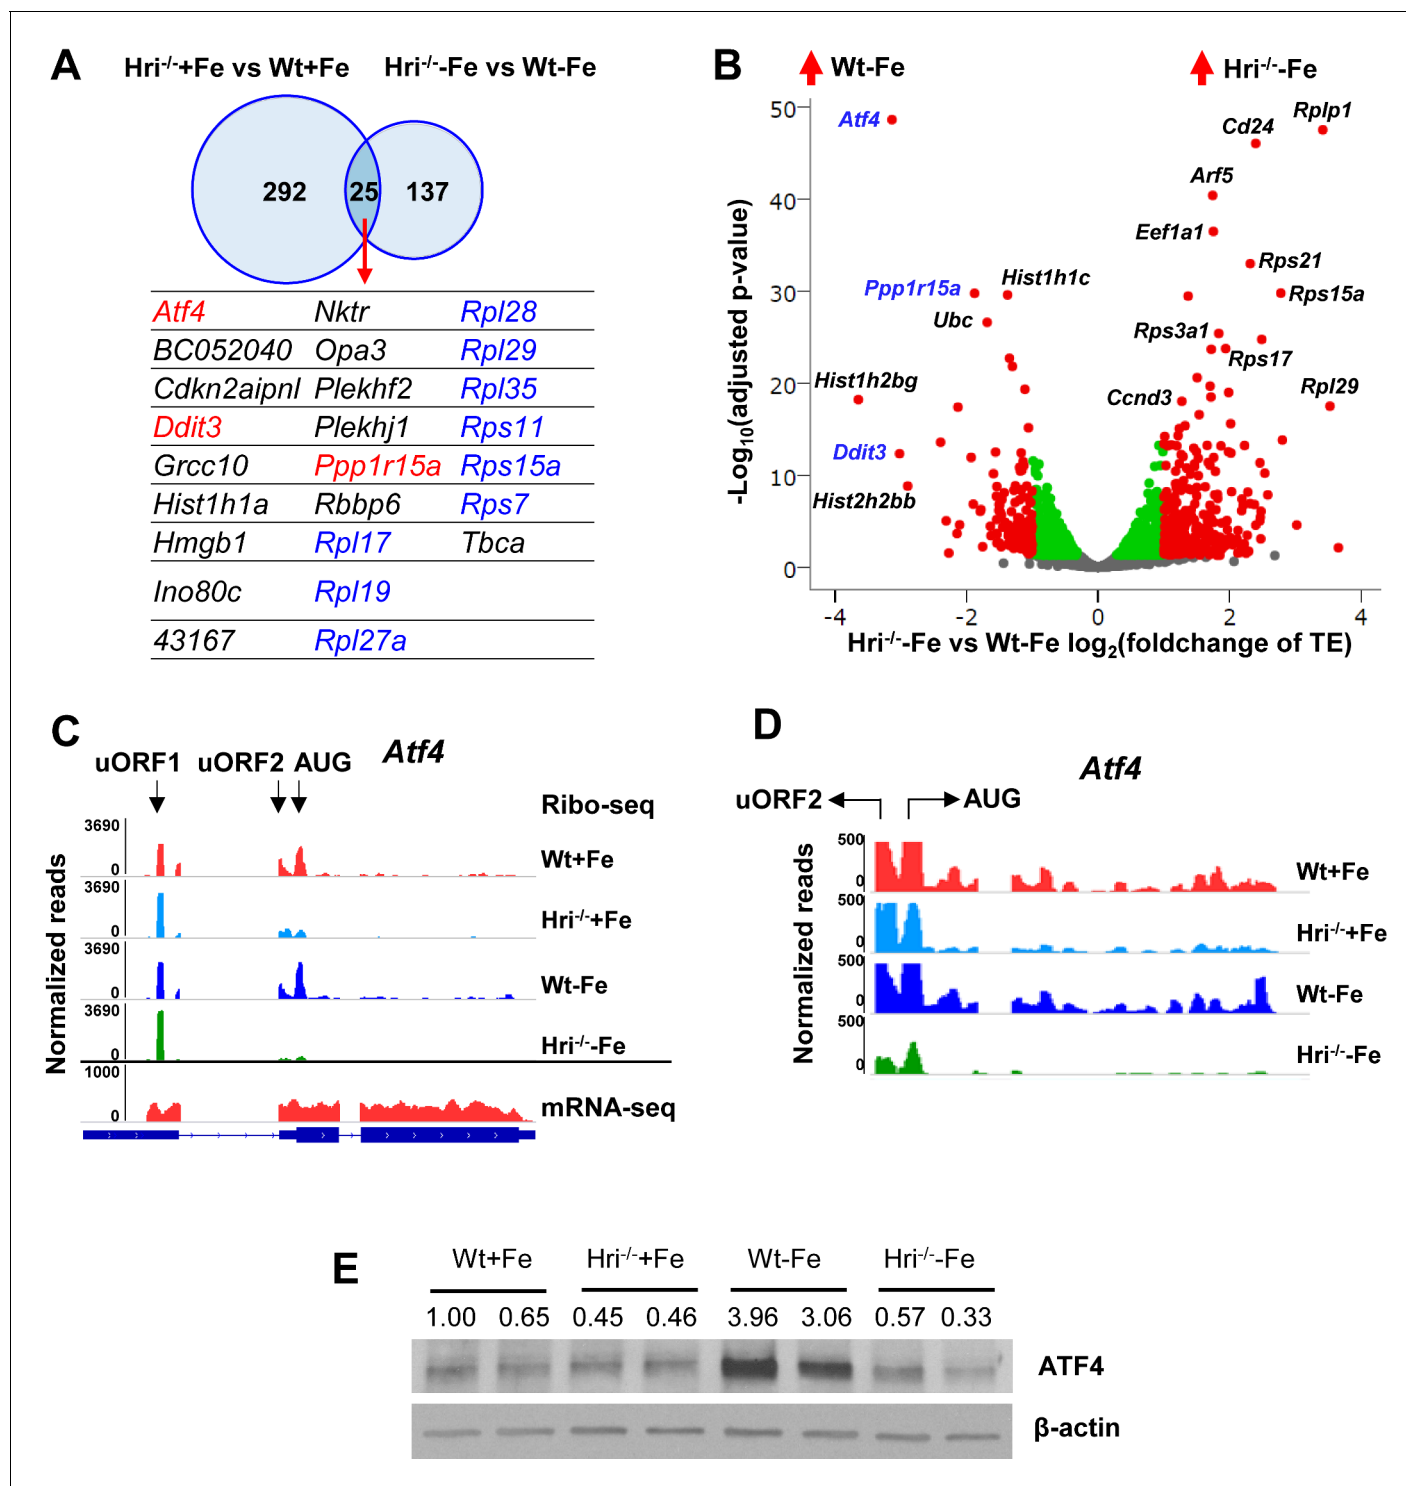 A
Hri-/-+Fe vs Wt+Fe
Hri-/--Fe vs Wt-Fe
292
25
137
Atf4 Nktr Rpl28
BC052040 Opa3 Rpl29
Cdkn2aipnl Plekhf2 Rpl35
Ddit3 Plekhj1 Rps11
Grcc10 Ppp1r15a Rps15a
Hist1h1a Rbbp6 Rps7
Hmgb1 Rpl17 Tbca
Ino80c Rpl19
43167 Rpl27a
B
Wt-Fe
Hri-/--Fe
-Log10(adjusted p-value)
50
40
30
20
10
0
Atf4
Cd24
Rplp1
Arf5
Eef1a1
Rps21
Ppp1r15a
Hist1h1c
Rps15a
Ubc
Rps3a1
Rps17
Hist1h2bg
Ccnd3
Rpl29
Ddit3
Hist2h2bb
-4 -2 0 2 4
Hri-/--Fe vs Wt-Fe log2(foldchange of TE)
C
Atf4
uORF1 uORF2 AUG
Ribo-seq
Normalized reads
3690
0
Wt+Fe
3690
0
Hri-/-+Fe
3690
0
Wt-Fe
3690
0
Hri-/--Fe
1000
0
mRNA-seq
D
Atf4
uORF2 AUG
Normalized reads
500
0
Wt+Fe
500
0
Hri-/-+Fe
500
0
Wt-Fe
500
0
Hri-/--Fe
E
Wt+Fe Hri-/-+Fe Wt-Fe Hri-/--Fe
1.00 0.65 0.45 0.46 3.96 3.06 0.57 0.33
ATF4
β-actin